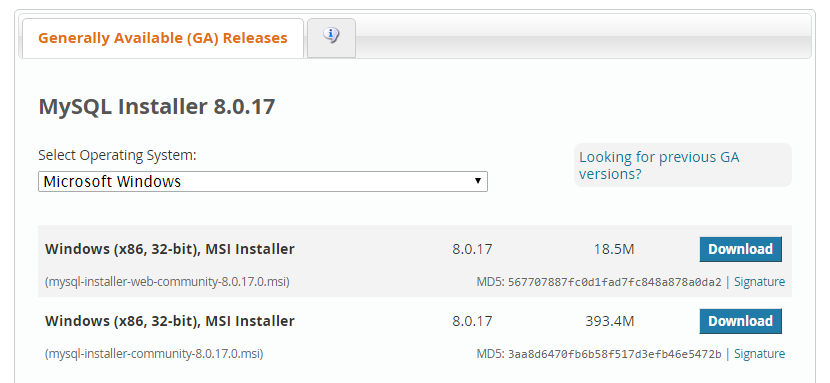 Generally Available (GA) Releases
MySQL Installer 8.0.17
Select Operating System:
Looking for previous GA
versions?
Microsoft Windows
Windows (x86, 32-bit), MSI Installer 8.0.17 18.5M Download
(mysql-installer-web-community-8.0.17.0.msi) MD5: 567707887fc0d1fad7fc848a878a0da2 | Signature
Windows (x86, 32-bit), MSI Installer 8.0.17 393.4M Download
(mysql-installer-community-8.0.17.0.msi) MD5: 3aa8d6470fb6b58f517d3efb46e5472b | Signature